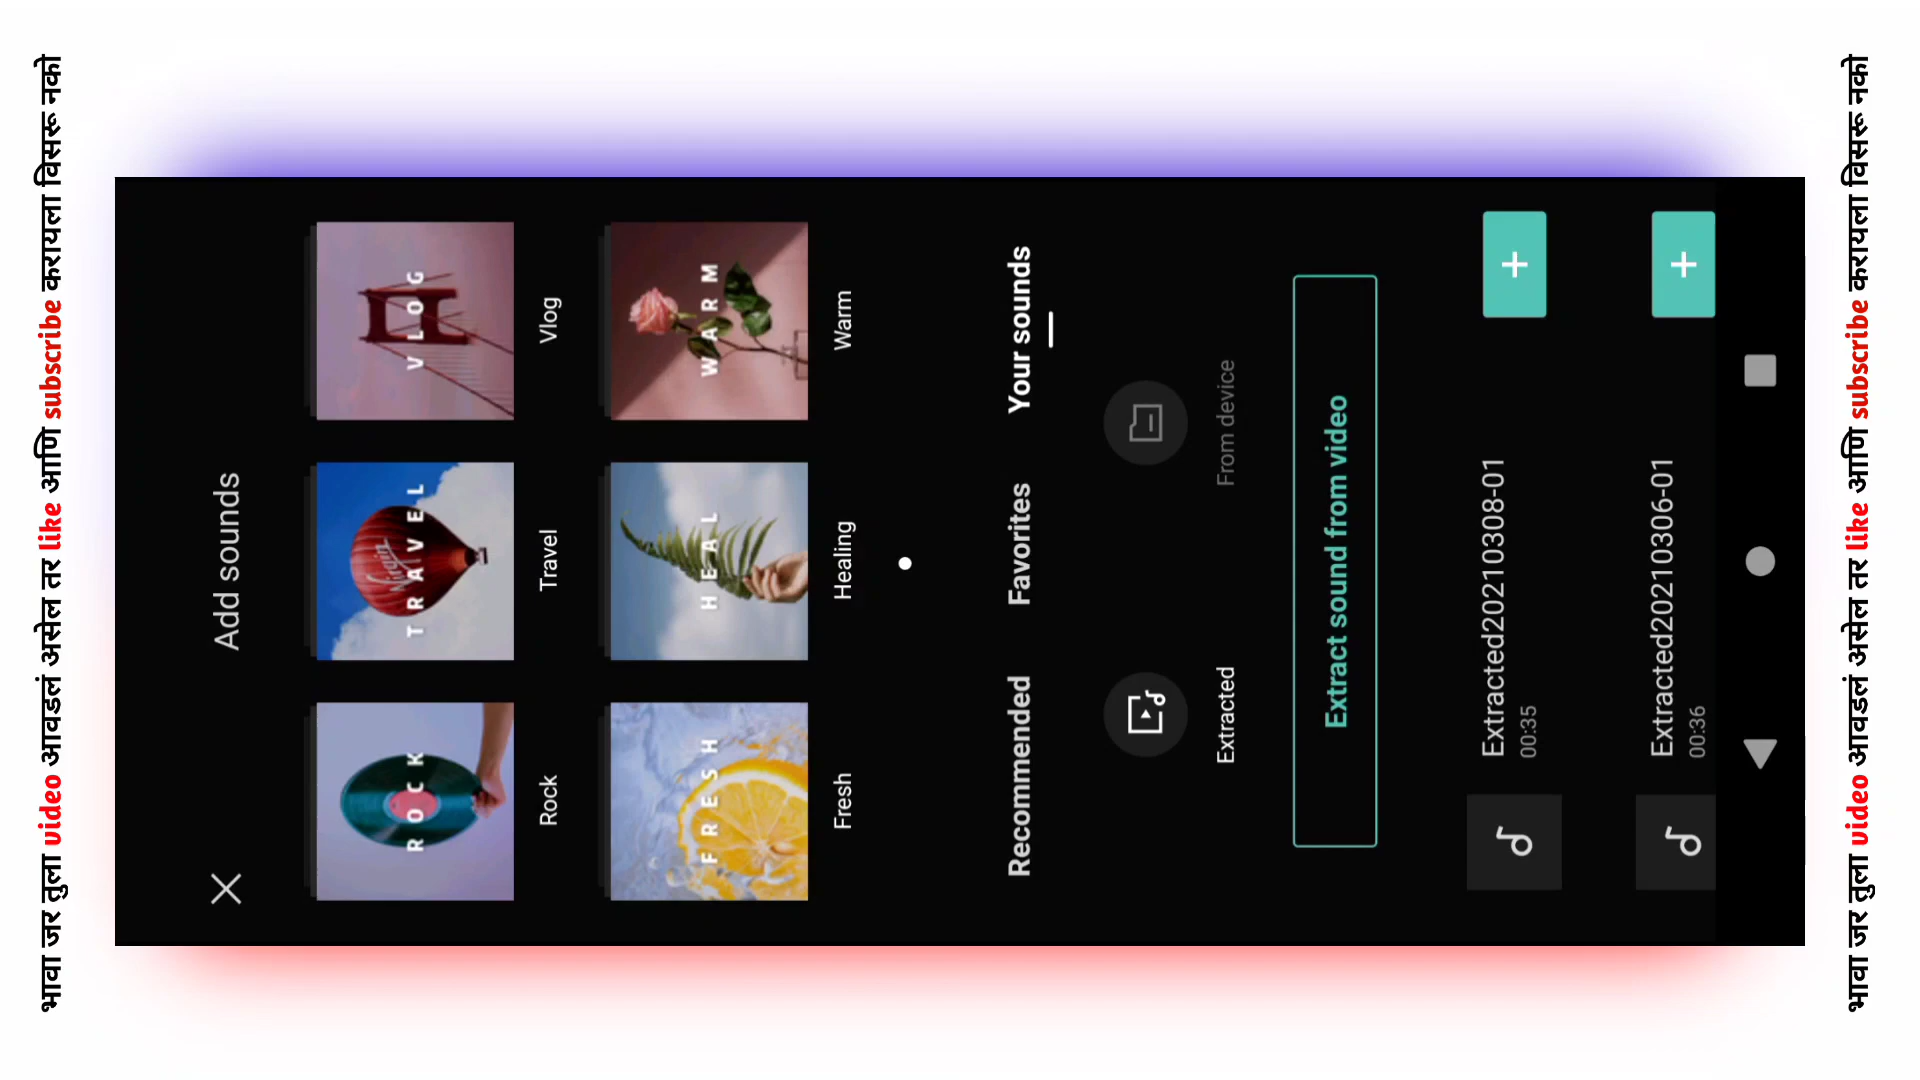 भावा जर तुला video आवडलं असेल तर like आणि subscribe करायला विसरू नको
Add sounds
ROCK
TRAVEL
Virgin
VLOG
Rock
Travel
Vlog
FRESH
HEAL
WARM
Fresh
Healing
Warm
Recommended
Favorites
Your sounds
Extracted
From device
Extract sound from video
Extracted20210308-01
00:35
Extracted20210306-01
00:36
भावा जर तुला video आवडलं असेल तर like आणि subscribe करायला विसरू नको